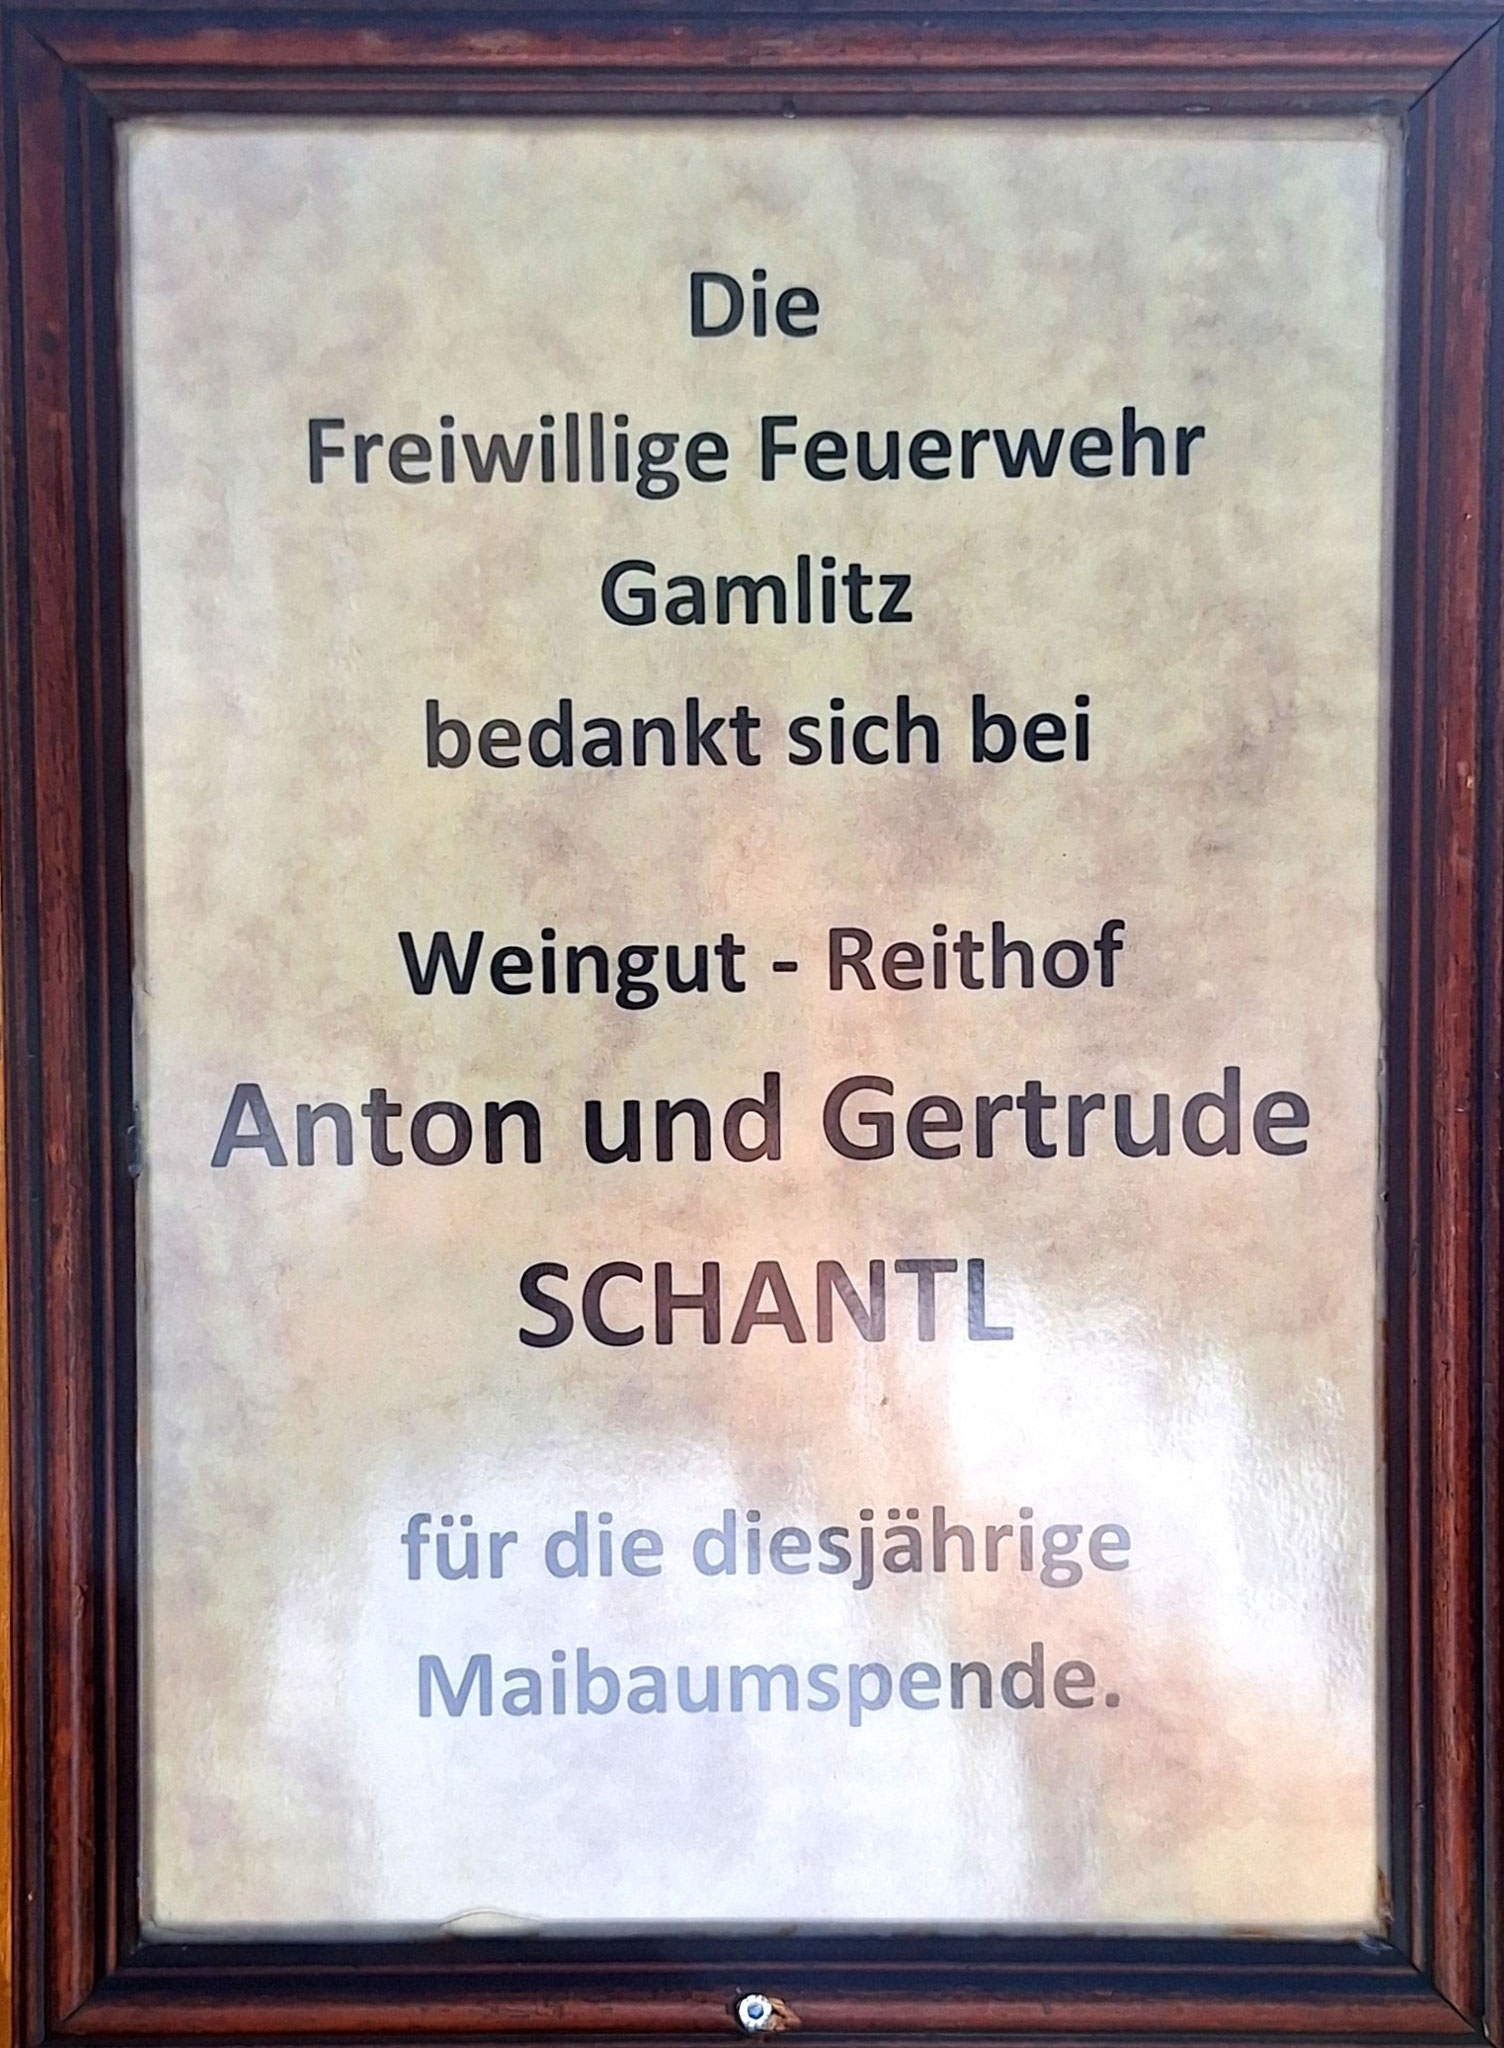 Die
Freiwillige Feuerwehr
Gamlitz
bedankt sich bei
Weingut - Reithof
Anton und Gertrude
SCHANTL
für die diesjährige
Maibaumspende.